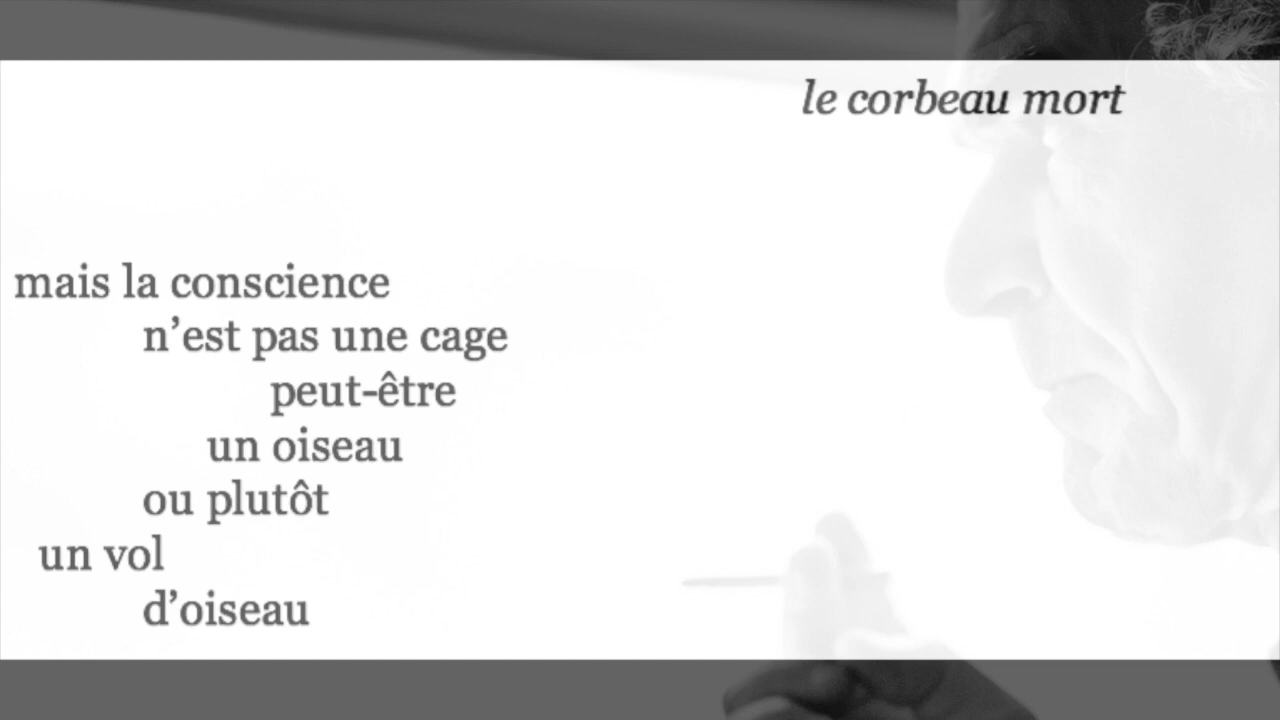 le corbeau mort
mais la conscience
n’est pas une cage
peut-être
un oiseau
ou plutôt
un vol
d’oiseau